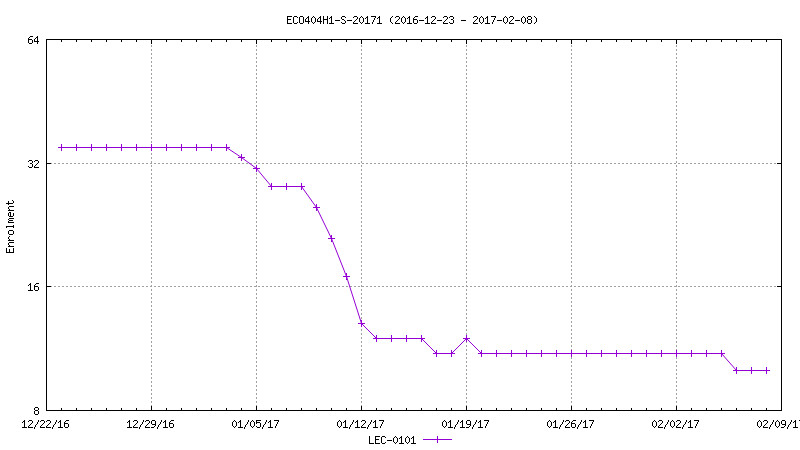 ECO404H1-S-20171 (2016-12-23 - 2017-02-08)
64
32
16
8
Enrolment
12/22/16 12/29/16 01/05/17 01/12/17 01/19/17 01/26/17 02/02/17 02/09/17
LEC-0101